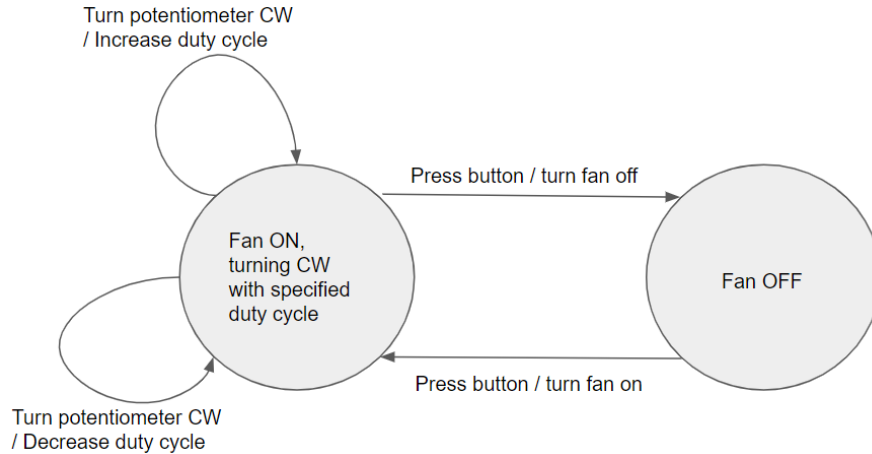 Turn potentiometer CW
/ Increase duty cycle
Press button / turn fan off
Fan ON,
turning CW
with specified
duty cycle
Fan OFF
Press button / turn fan on
Turn potentiometer CW
/ Decrease duty cycle